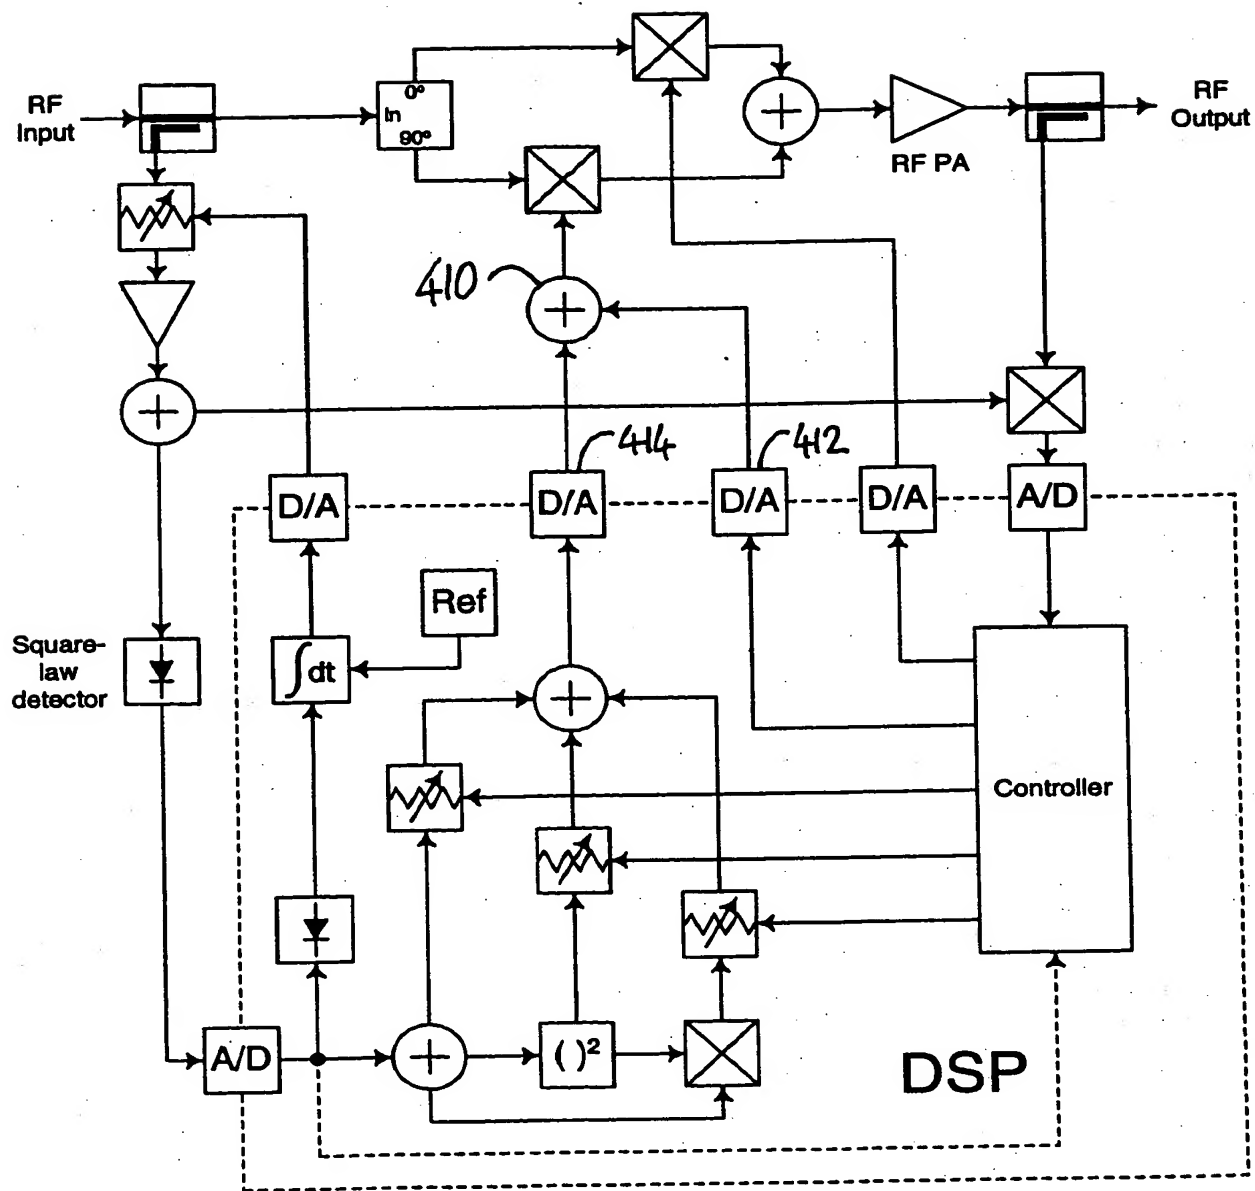 RF
Input
In
0°
90°
RF PA
RF
Output
410
414
412
D/A
D/A
D/A
D/A
A/D
Ref
∫dt
Square-
law
detector
Controller
A/D
( )²
DSP